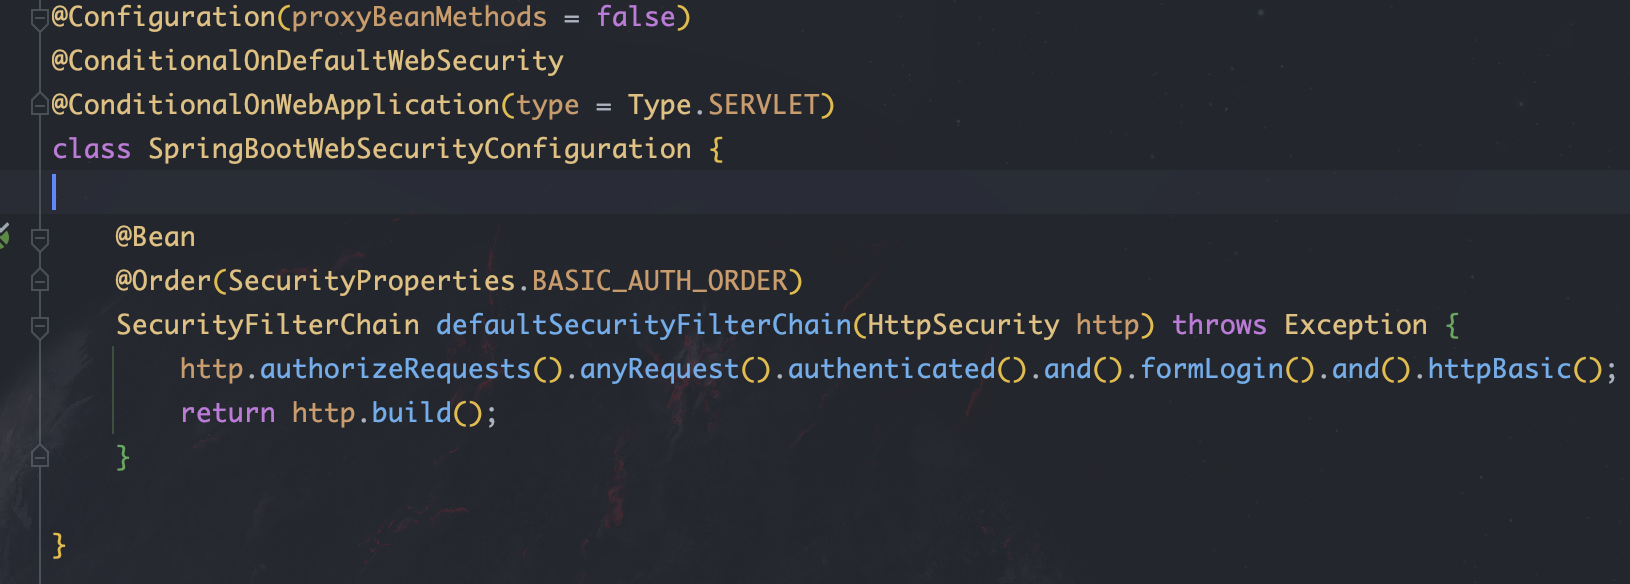 @Configuration(proxyBeanMethods = false)
@ConditionalOnDefaultWebSecurity
@ConditionalOnWebApplication(type = Type.SERVLET)
class SpringBootWebSecurityConfiguration {
@Bean
@Order(SecurityProperties.BASIC_AUTH_ORDER)
SecurityFilterChain defaultSecurityFilterChain(HttpSecurity http) throws Exception {
http.authorizeRequests().anyRequest().authenticated().and().formLogin().and().httpBasic();
return http.build();
}
}